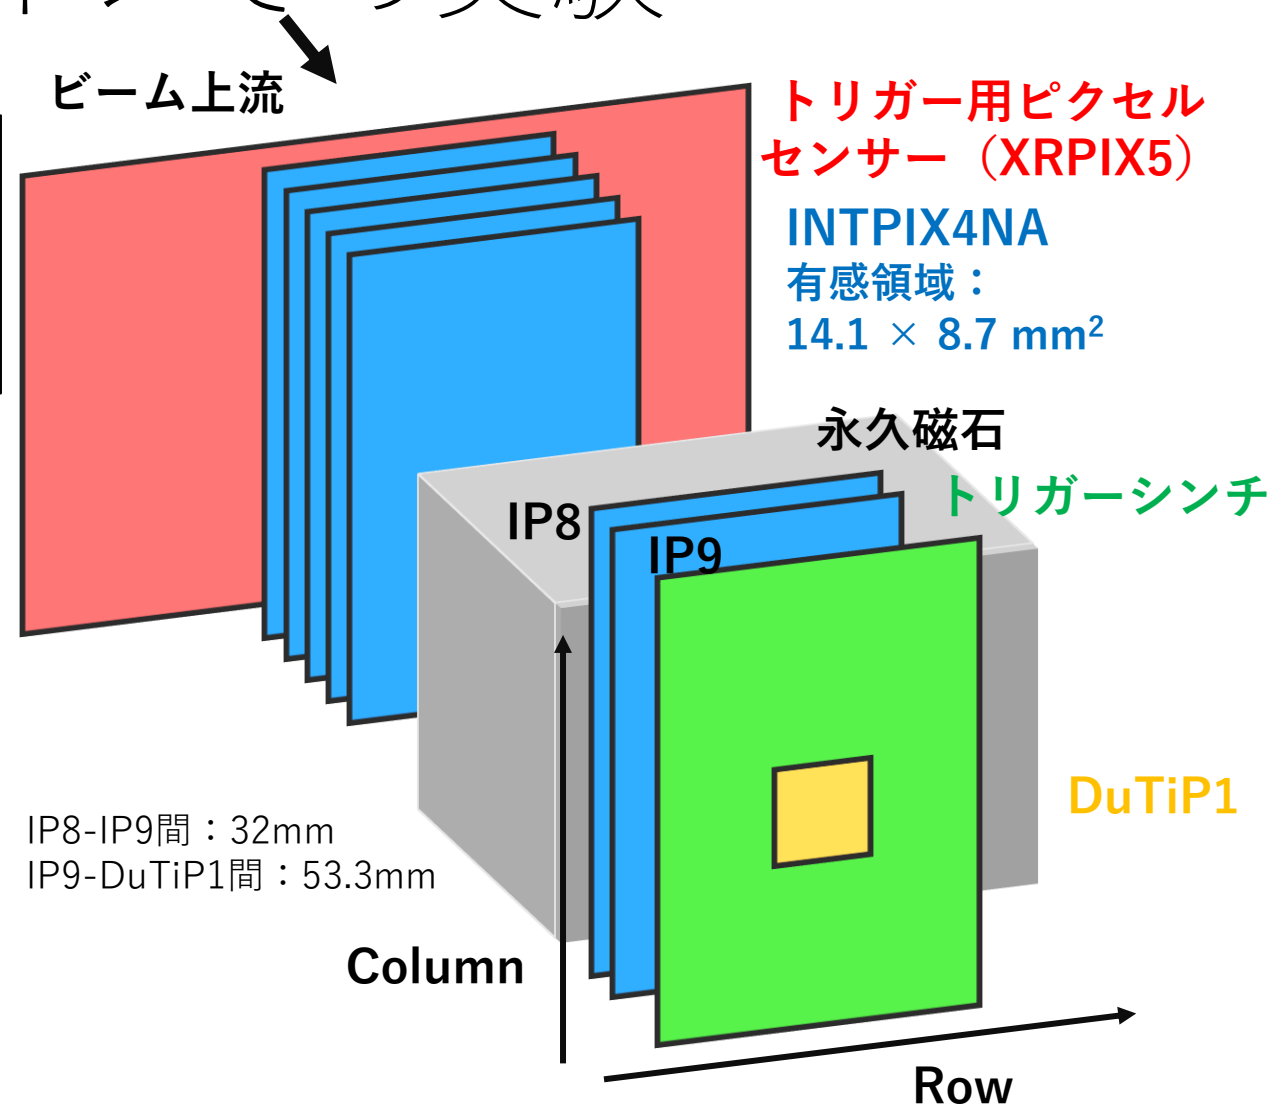 ビーム上流
トリガー用ピクセル
センサー（XRPIX5）
INTPIX4NA
有感領域：
14.1 × 8.7 mm²
永久磁石
トリガーシンチ
IP8
IP9
DuTiP1
IP8-IP9間：32mm
IP9-DuTiP1間：53.3mm
Column
Row